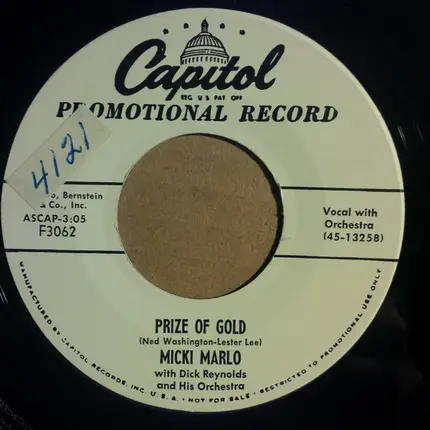 Capitol
REG. U.S. PAT. OFF.
PROMOTIONAL RECORD
4121
o, Bernstein
& Co., Inc.
ASCAP-3:05
F3062
Vocal with
Orchestra
(45-13258)
PRIZE OF GOLD
(Ned Washington-Lester Lee)
MICKI MARLO
with Dick Reynolds
and His Orchestra
MANUFACTURED BY CAPITOL RECORDS, INC. U.S.A. • NOT FOR SALE • RESTRICTED TO PROMOTIONAL USE ONLY